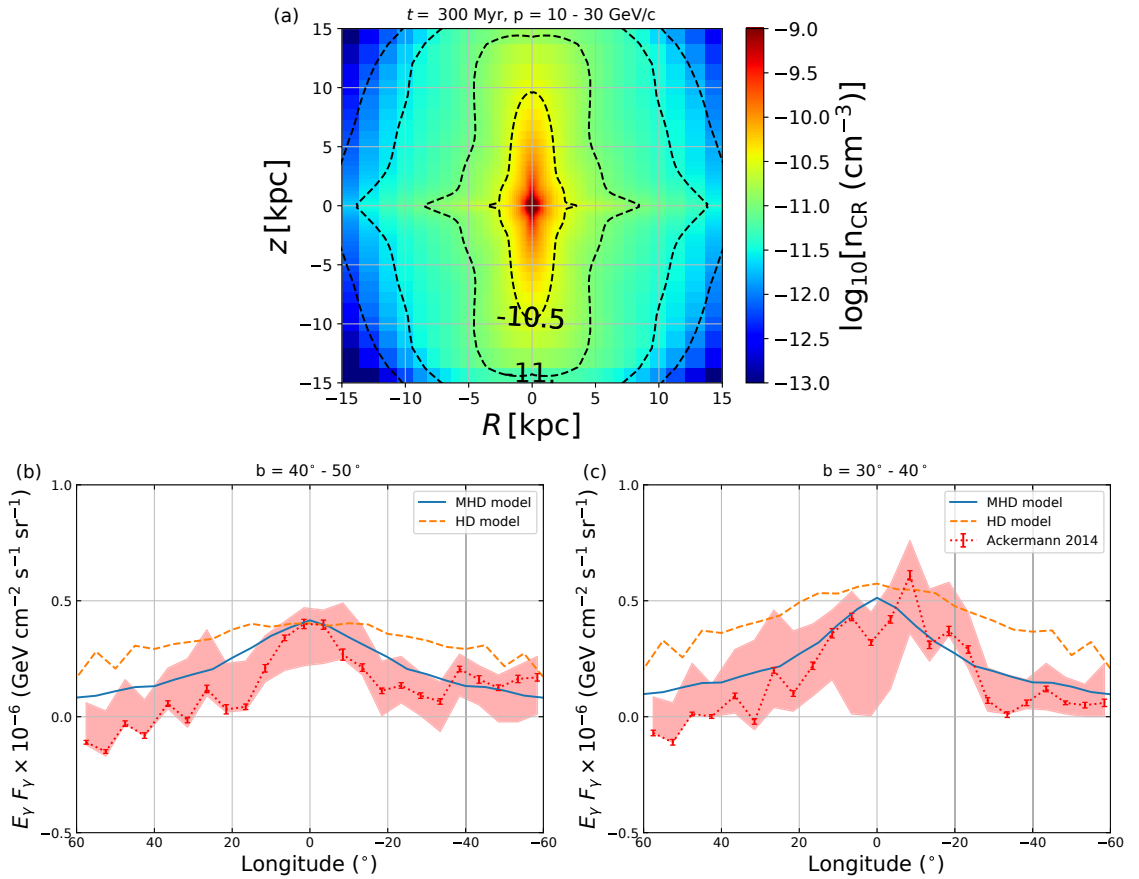 (a)
t = 300 Myr, p = 10 - 30 GeV/c
15
10
5
0
−5
−10
−15
z [kpc]
-10.5
-11.
−15
−10
−5
0
5
10
15
R [kpc]
−9.0
−9.5
−10.0
−10.5
−11.0
−11.5
−12.0
−12.5
−13.0
log₁₀[n_CR (cm⁻³)]
(b)
b = 40° - 50°
1.0
0.5
0.0
−0.5
E_γ F_γ × 10⁻⁶ (GeV cm⁻² s⁻¹ sr⁻¹)
MHD model
HD model
60
40
20
0
−20
−40
−60
Longitude (°)
(c)
b = 30° - 40°
1.0
0.5
0.0
−0.5
E_γ F_γ × 10⁻⁶ (GeV cm⁻² s⁻¹ sr⁻¹)
MHD model
HD model
Ackermann 2014
60
40
20
0
−20
−40
−60
Longitude (°)